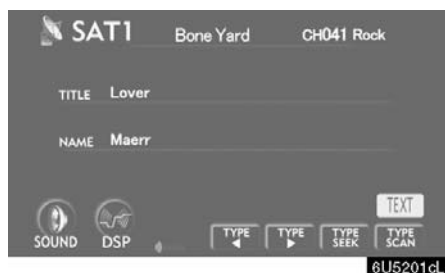 SAT1 Bone Yard CH041 Rock
TITLE Lover
NAME Maerr
TEXT
SOUND DSP TYPE TYPE TYPE SEEK TYPE SCAN
6U5201cL